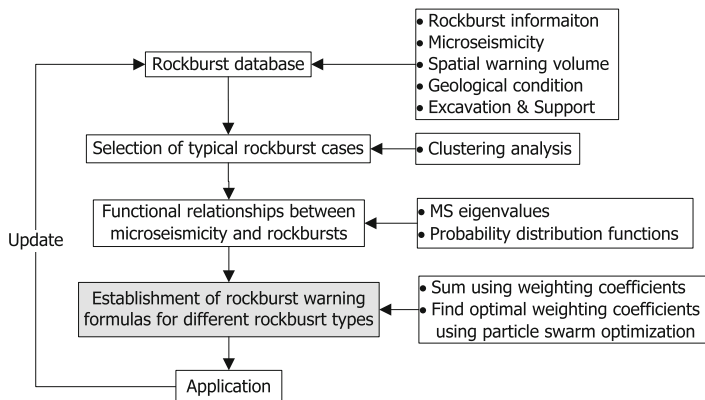 Rockburst database
• Rockburst informaiton
• Microseismicity
• Spatial warning volume
• Geological condition
• Excavation & Support
Selection of typical rockburst cases
• Clustering analysis
Functional relationships between
microseismicity and rockbursts
• MS eigenvalues
• Probability distribution functions
Update
Establishment of rockburst warning
formulas for different rockbusrt types
• Sum using weighting coefficients
• Find optimal weighting coefficients
using particle swarm optimization
Application